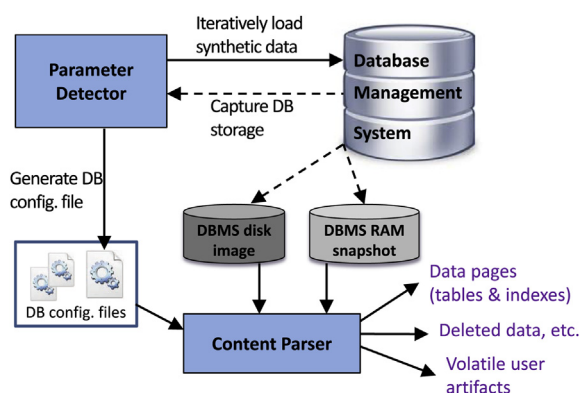 Iteratively load
synthetic data
Parameter
Detector
Database
Management
System
Capture DB
storage
Generate DB
config. file
DBMS disk
image
DBMS RAM
snapshot
DB config. files
Content Parser
Data pages
(tables & indexes)
Deleted data, etc.
Volatile user
artifacts